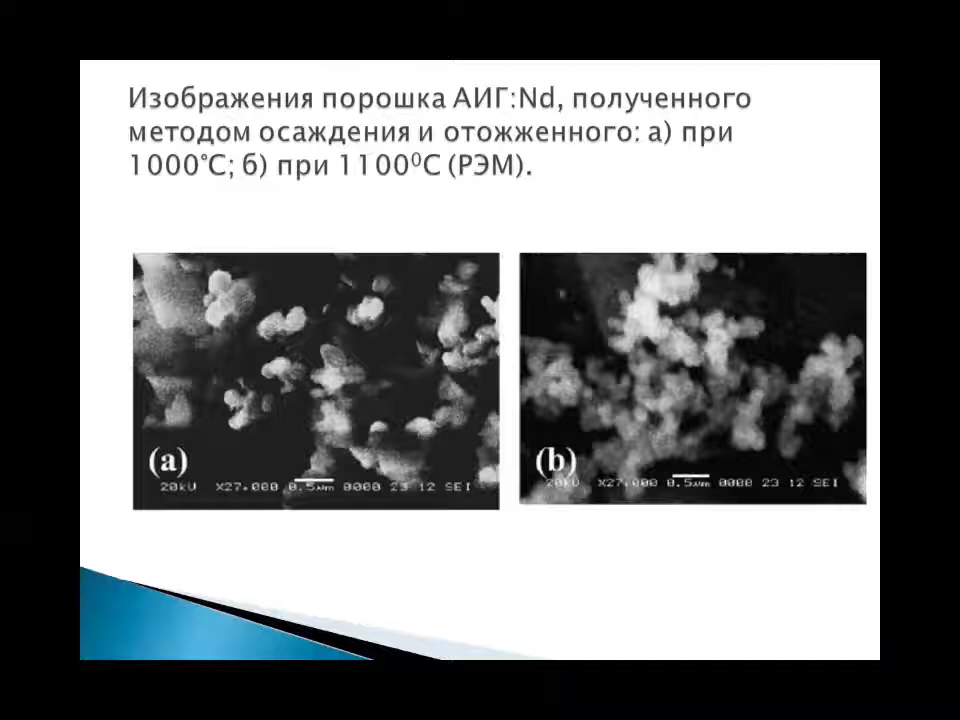 Изображения порошка АИГ:Nd, полученного
методом осаждения и отожженного: а) при
1000°С; б) при 1100⁰С (РЭМ).
(a)
20kU X27,000 0.5μm 0000 23 12 SEI
(b)
20kU X27,000 0.5μm 0000 23 12 SEI